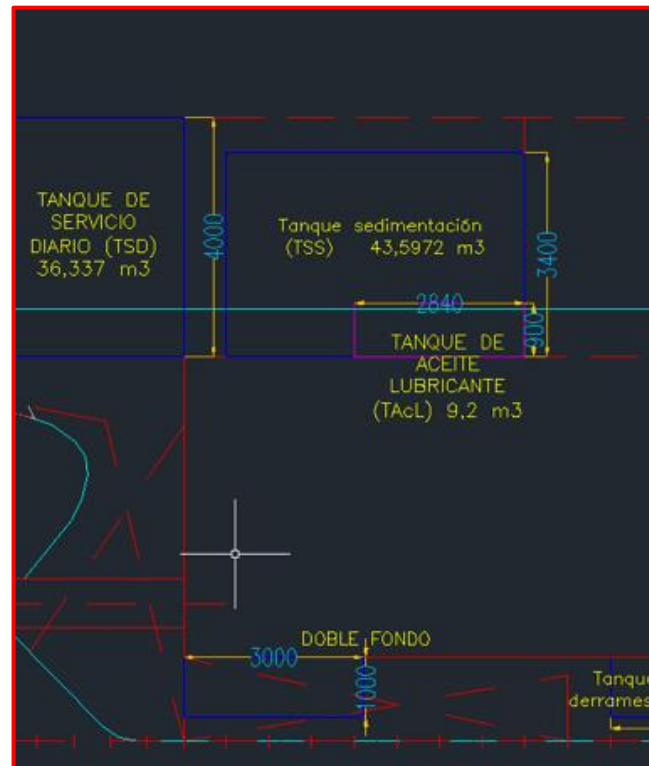 TANQUE DE
SERVICIO
DIARIO (TSD)
36,337 m3
4000
Tanque sedimentación
(TSS) 43,5972 m3
3400
2840
900
TANQUE DE
ACEITE
LUBRICANTE
(TAcL) 9,2 m3
DOBLE FONDO
3000
1000
Tanque
derrames